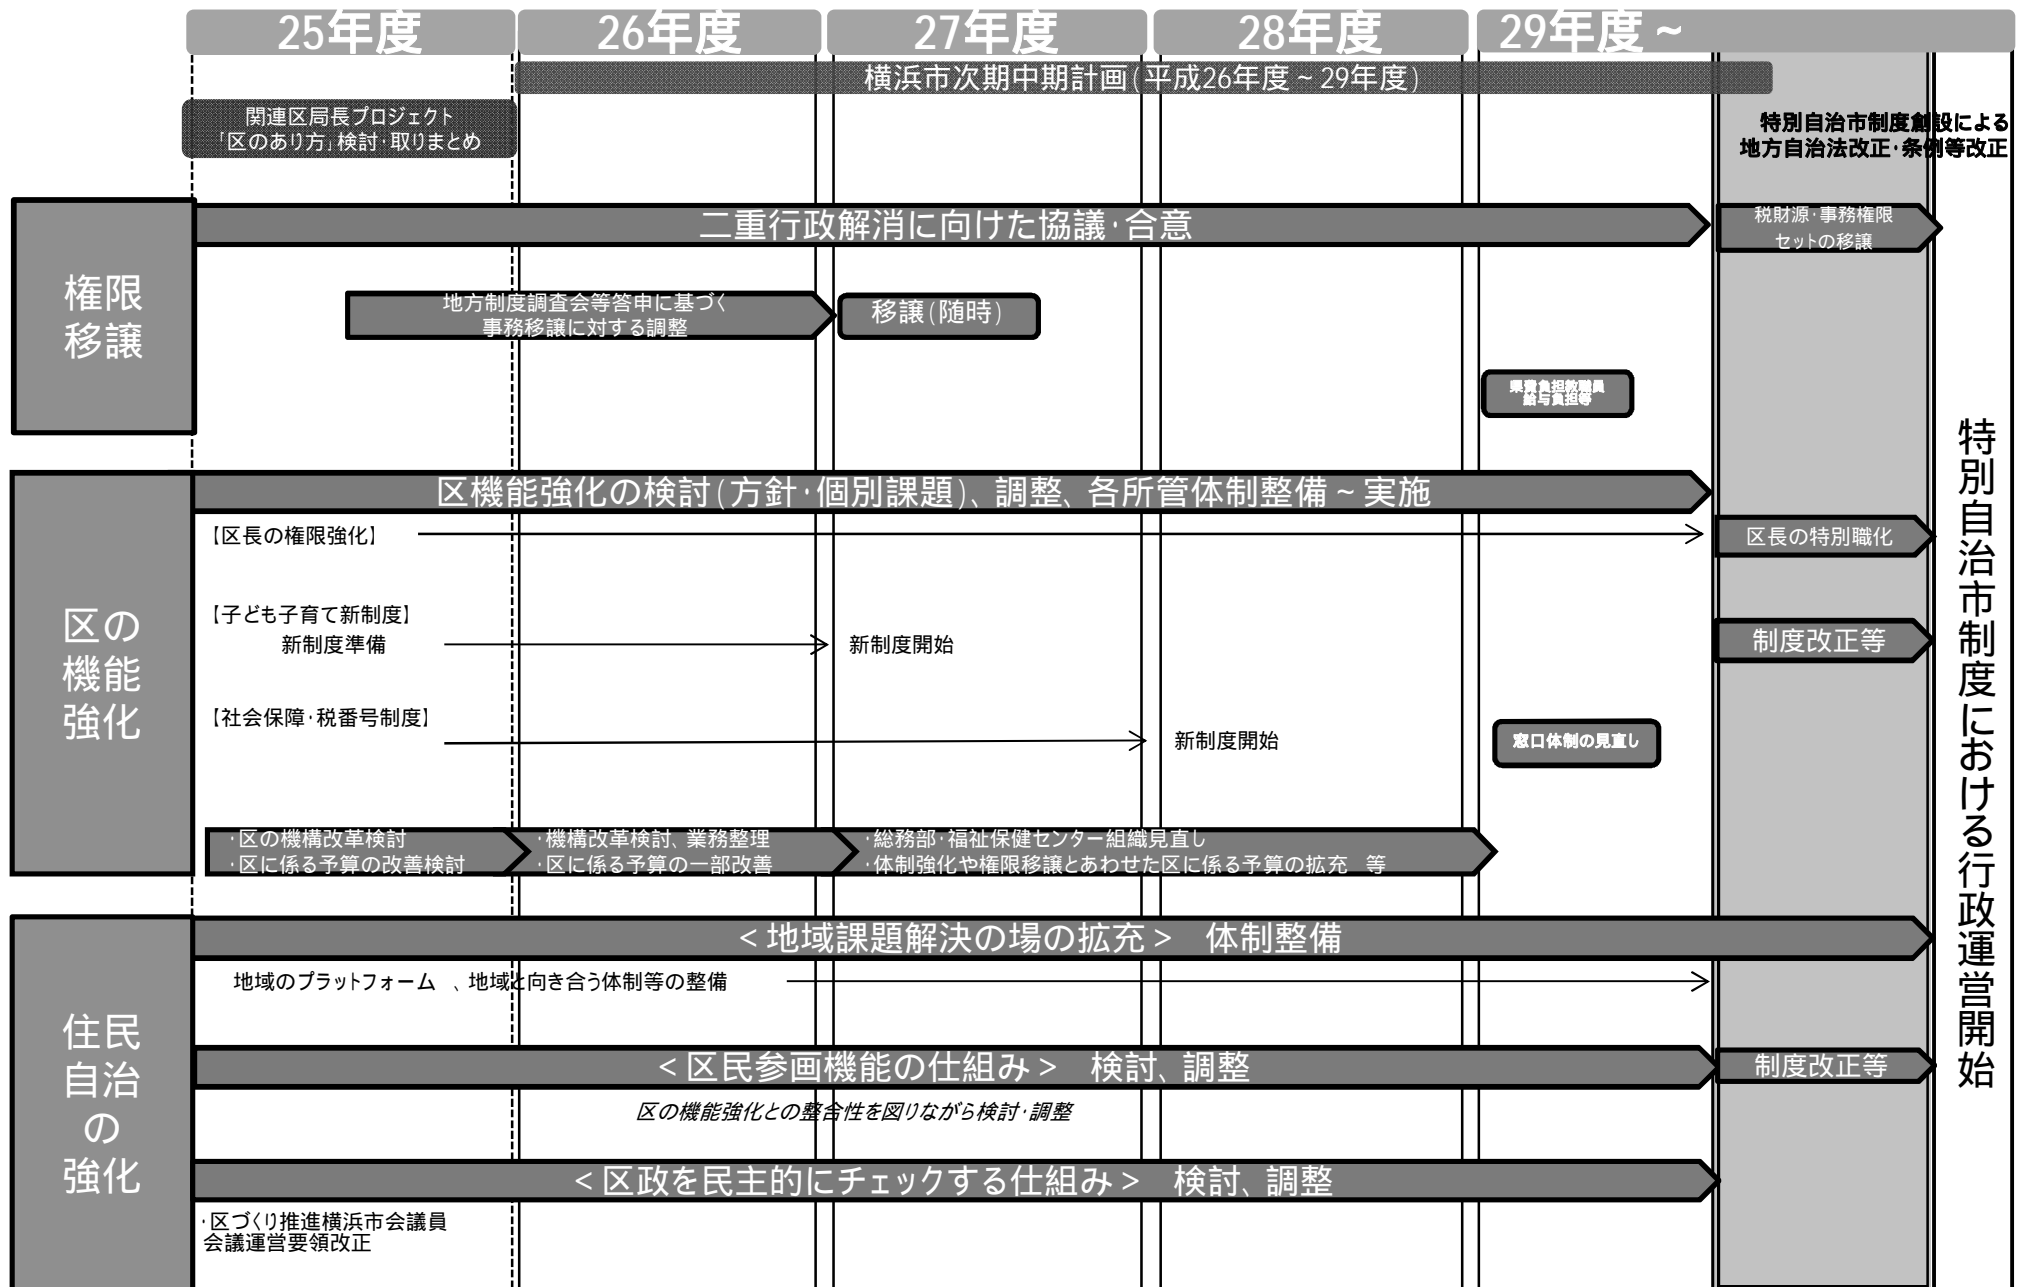 25年度
26年度
27年度
28年度
29年度~
横浜市次期中期計画(平成26年度~29年度)
関連区局長プロジェクト
「区のあり方」検討・取りまとめ
特別自治市制度創設による
地方自治法改正・条例等改正
権限
移譲
二重行政解消に向けた協議・合意
税財源・事務権限
セットの移譲
地方制度調査会等答申に基づく
事務移譲に対する調整
移譲(随時)
県費負担教職員
給与負担等
区の
機能
強化
区機能強化の検討(方針・個別課題)、調整、各所管体制整備~実施
【区長の権限強化】
区長の特別職化
【子ども子育て新制度】
新制度準備
新制度開始
制度改正等
【社会保障・税番号制度】
新制度開始
窓口体制の見直し
・区の機構改革検討
・区に係る予算の改善検討
・機構改革検討、業務整理
・区に係る予算の一部改善
・総務部・福祉保健センター組織見直し
・体制強化や権限移譲とあわせた区に係る予算の拡充 等
住民
自治
の
強化
<地域課題解決の場の拡充> 体制整備
地域のプラットフォーム 、地域と向き合う体制等の整備
<区民参画機能の仕組み> 検討、調整
制度改正等
区の機能強化との整合性を図りながら検討・調整
<区政を民主的にチェックする仕組み> 検討、調整
・区づくり推進横浜市会議員
会議運営要領改正
特別自治市制度における行政運営開始